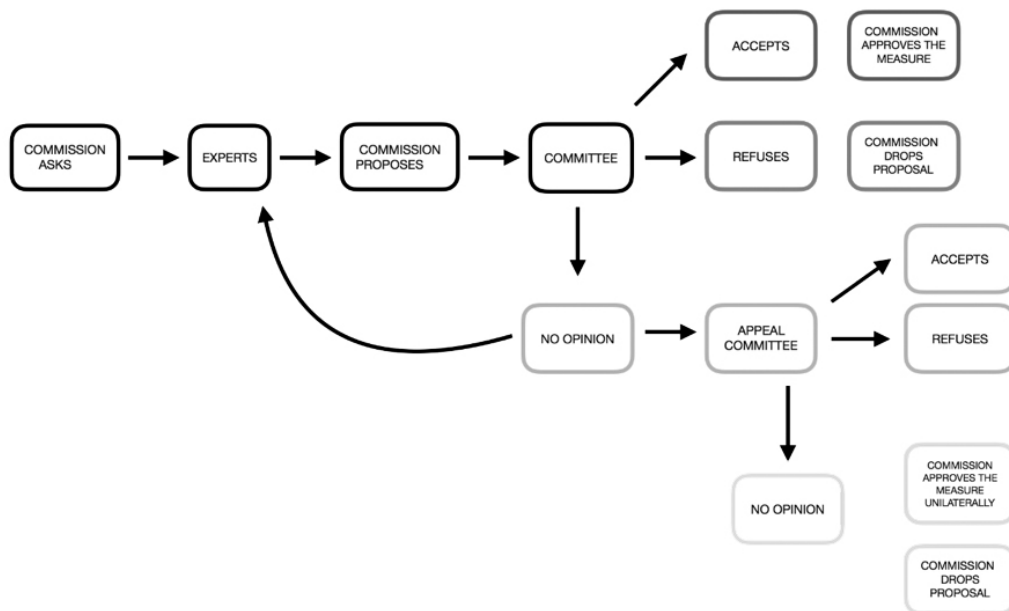 ACCEPTS
COMMISSION
APPROVES THE
MEASURE
COMMISSION
ASKS
EXPERTS
COMMISSION
PROPOSES
COMMITTEE
REFUSES
COMMISSION
DROPS
PROPOSAL
ACCEPTS
NO OPINION
APPEAL
COMMITTEE
REFUSES
COMMISSION
APPROVES THE
MEASURE
UNILATERALLY
NO OPINION
COMMISSION
DROPS
PROPOSAL